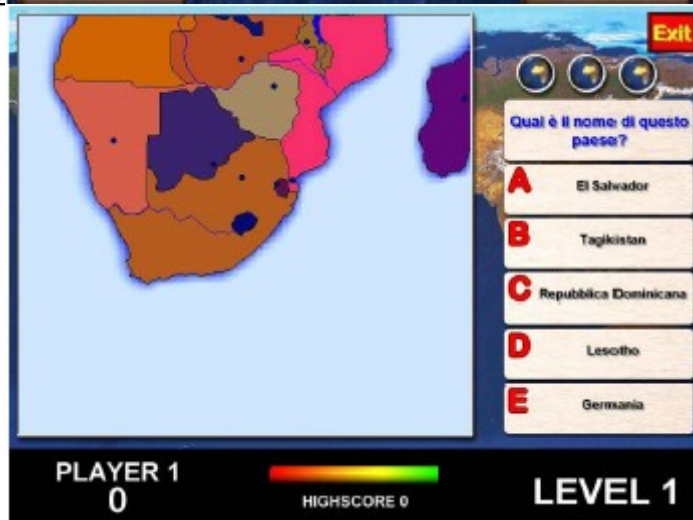 Exit
Qual è il nome di questo
paese?
A El Salvador
B Tagikistan
C Repubblica Dominicana
D Lesotho
E Germania
PLAYER 1
0
HIGHSCORE 0
LEVEL 1